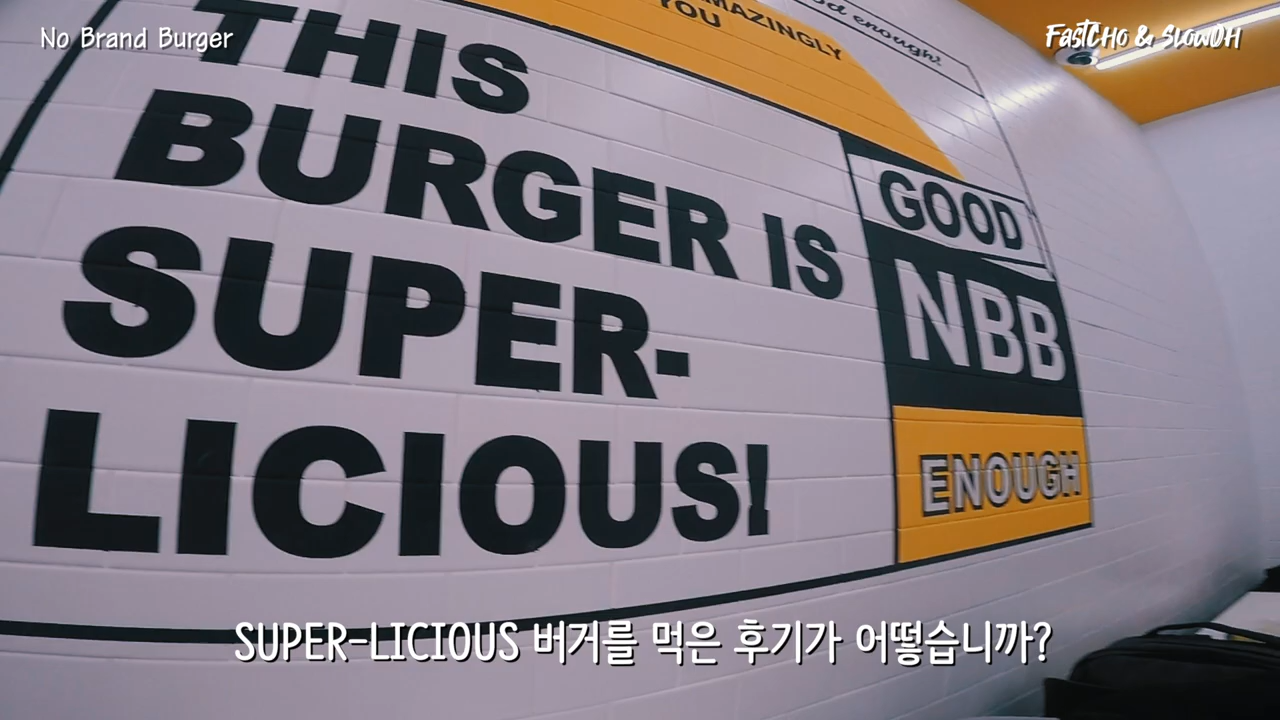 No Brand Burger
FastCHO & SlowOH
AMAZINGLY
YOU
enough!
THIS
BURGER IS
SUPER-
LICIOUS!
GOOD
NBB
ENOUGH
SUPER-LICIOUS 버거를 먹은 후기가 어떻습니까?